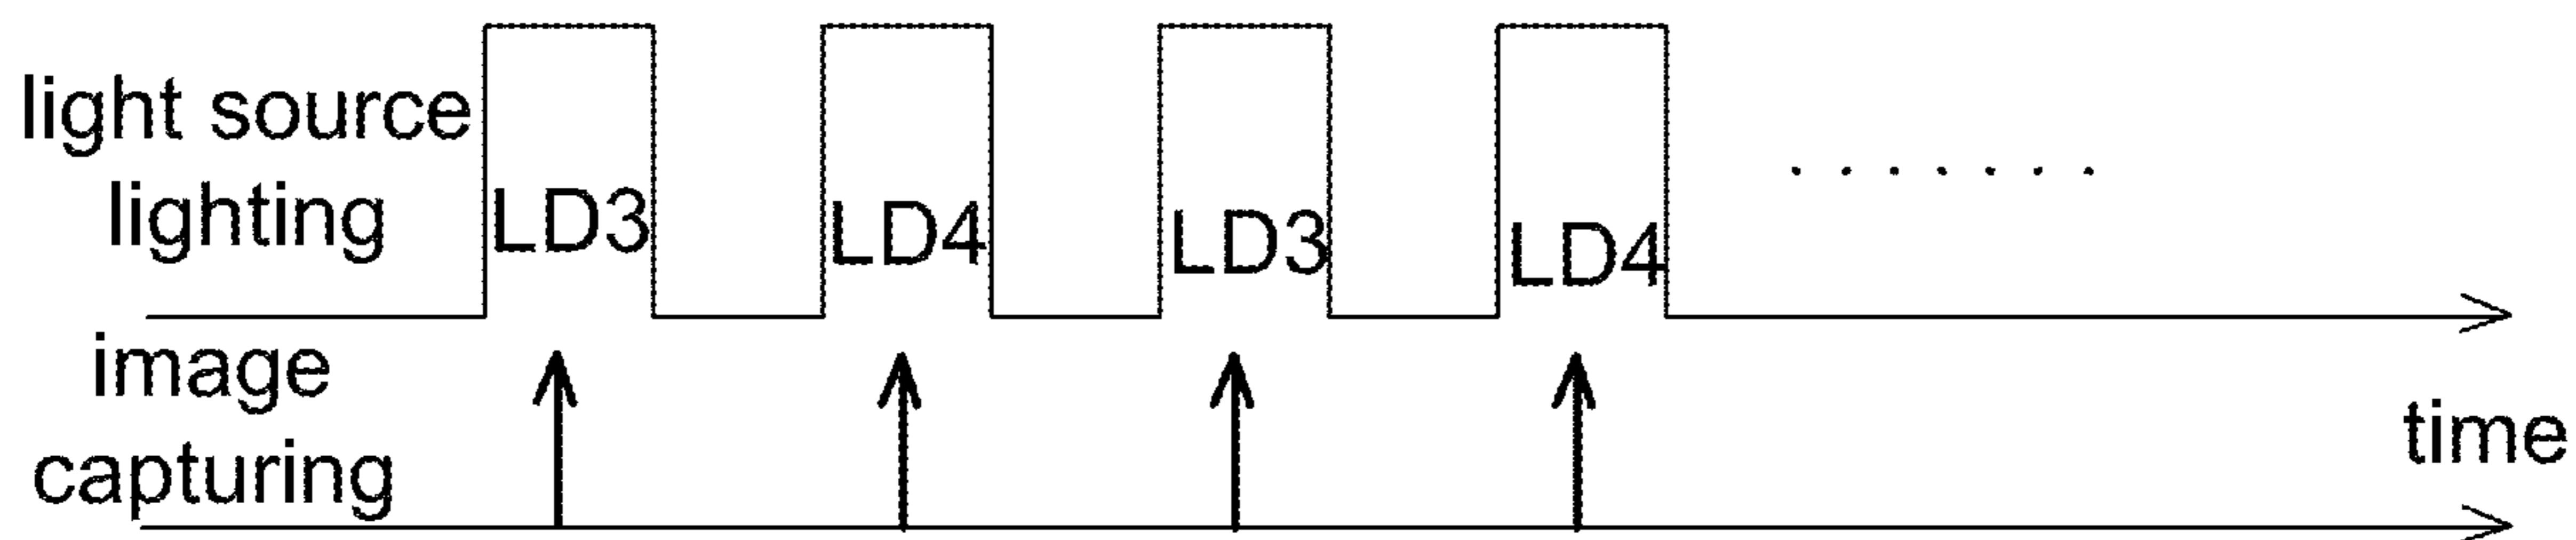 light source
lighting
LD3
LD4
LD3
LD4
.......
image
capturing
time